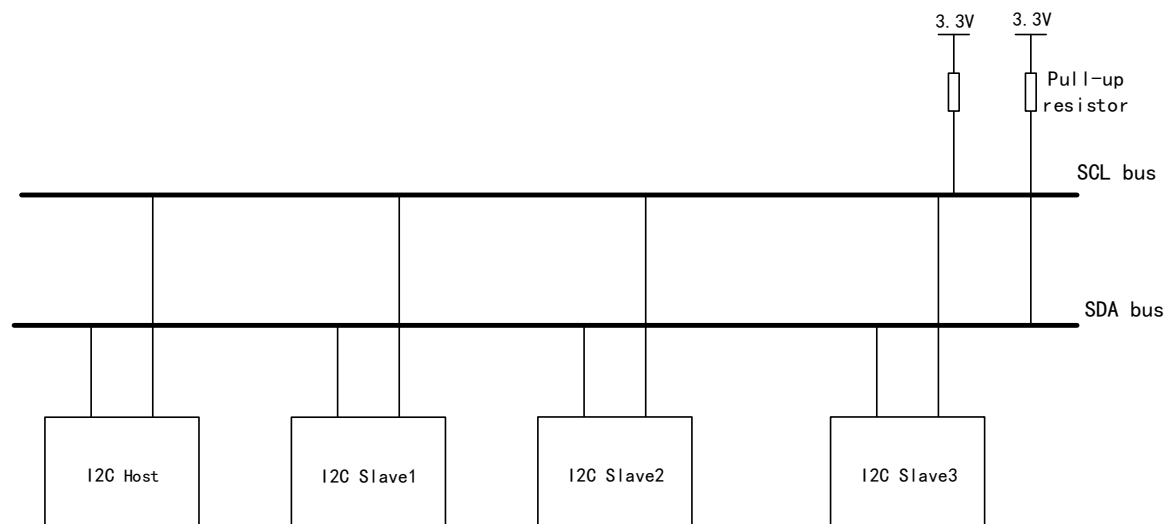 3.3V
3.3V
Pull-up
resistor
SCL bus
SDA bus
I2C Host
I2C Slave1
I2C Slave2
I2C Slave3